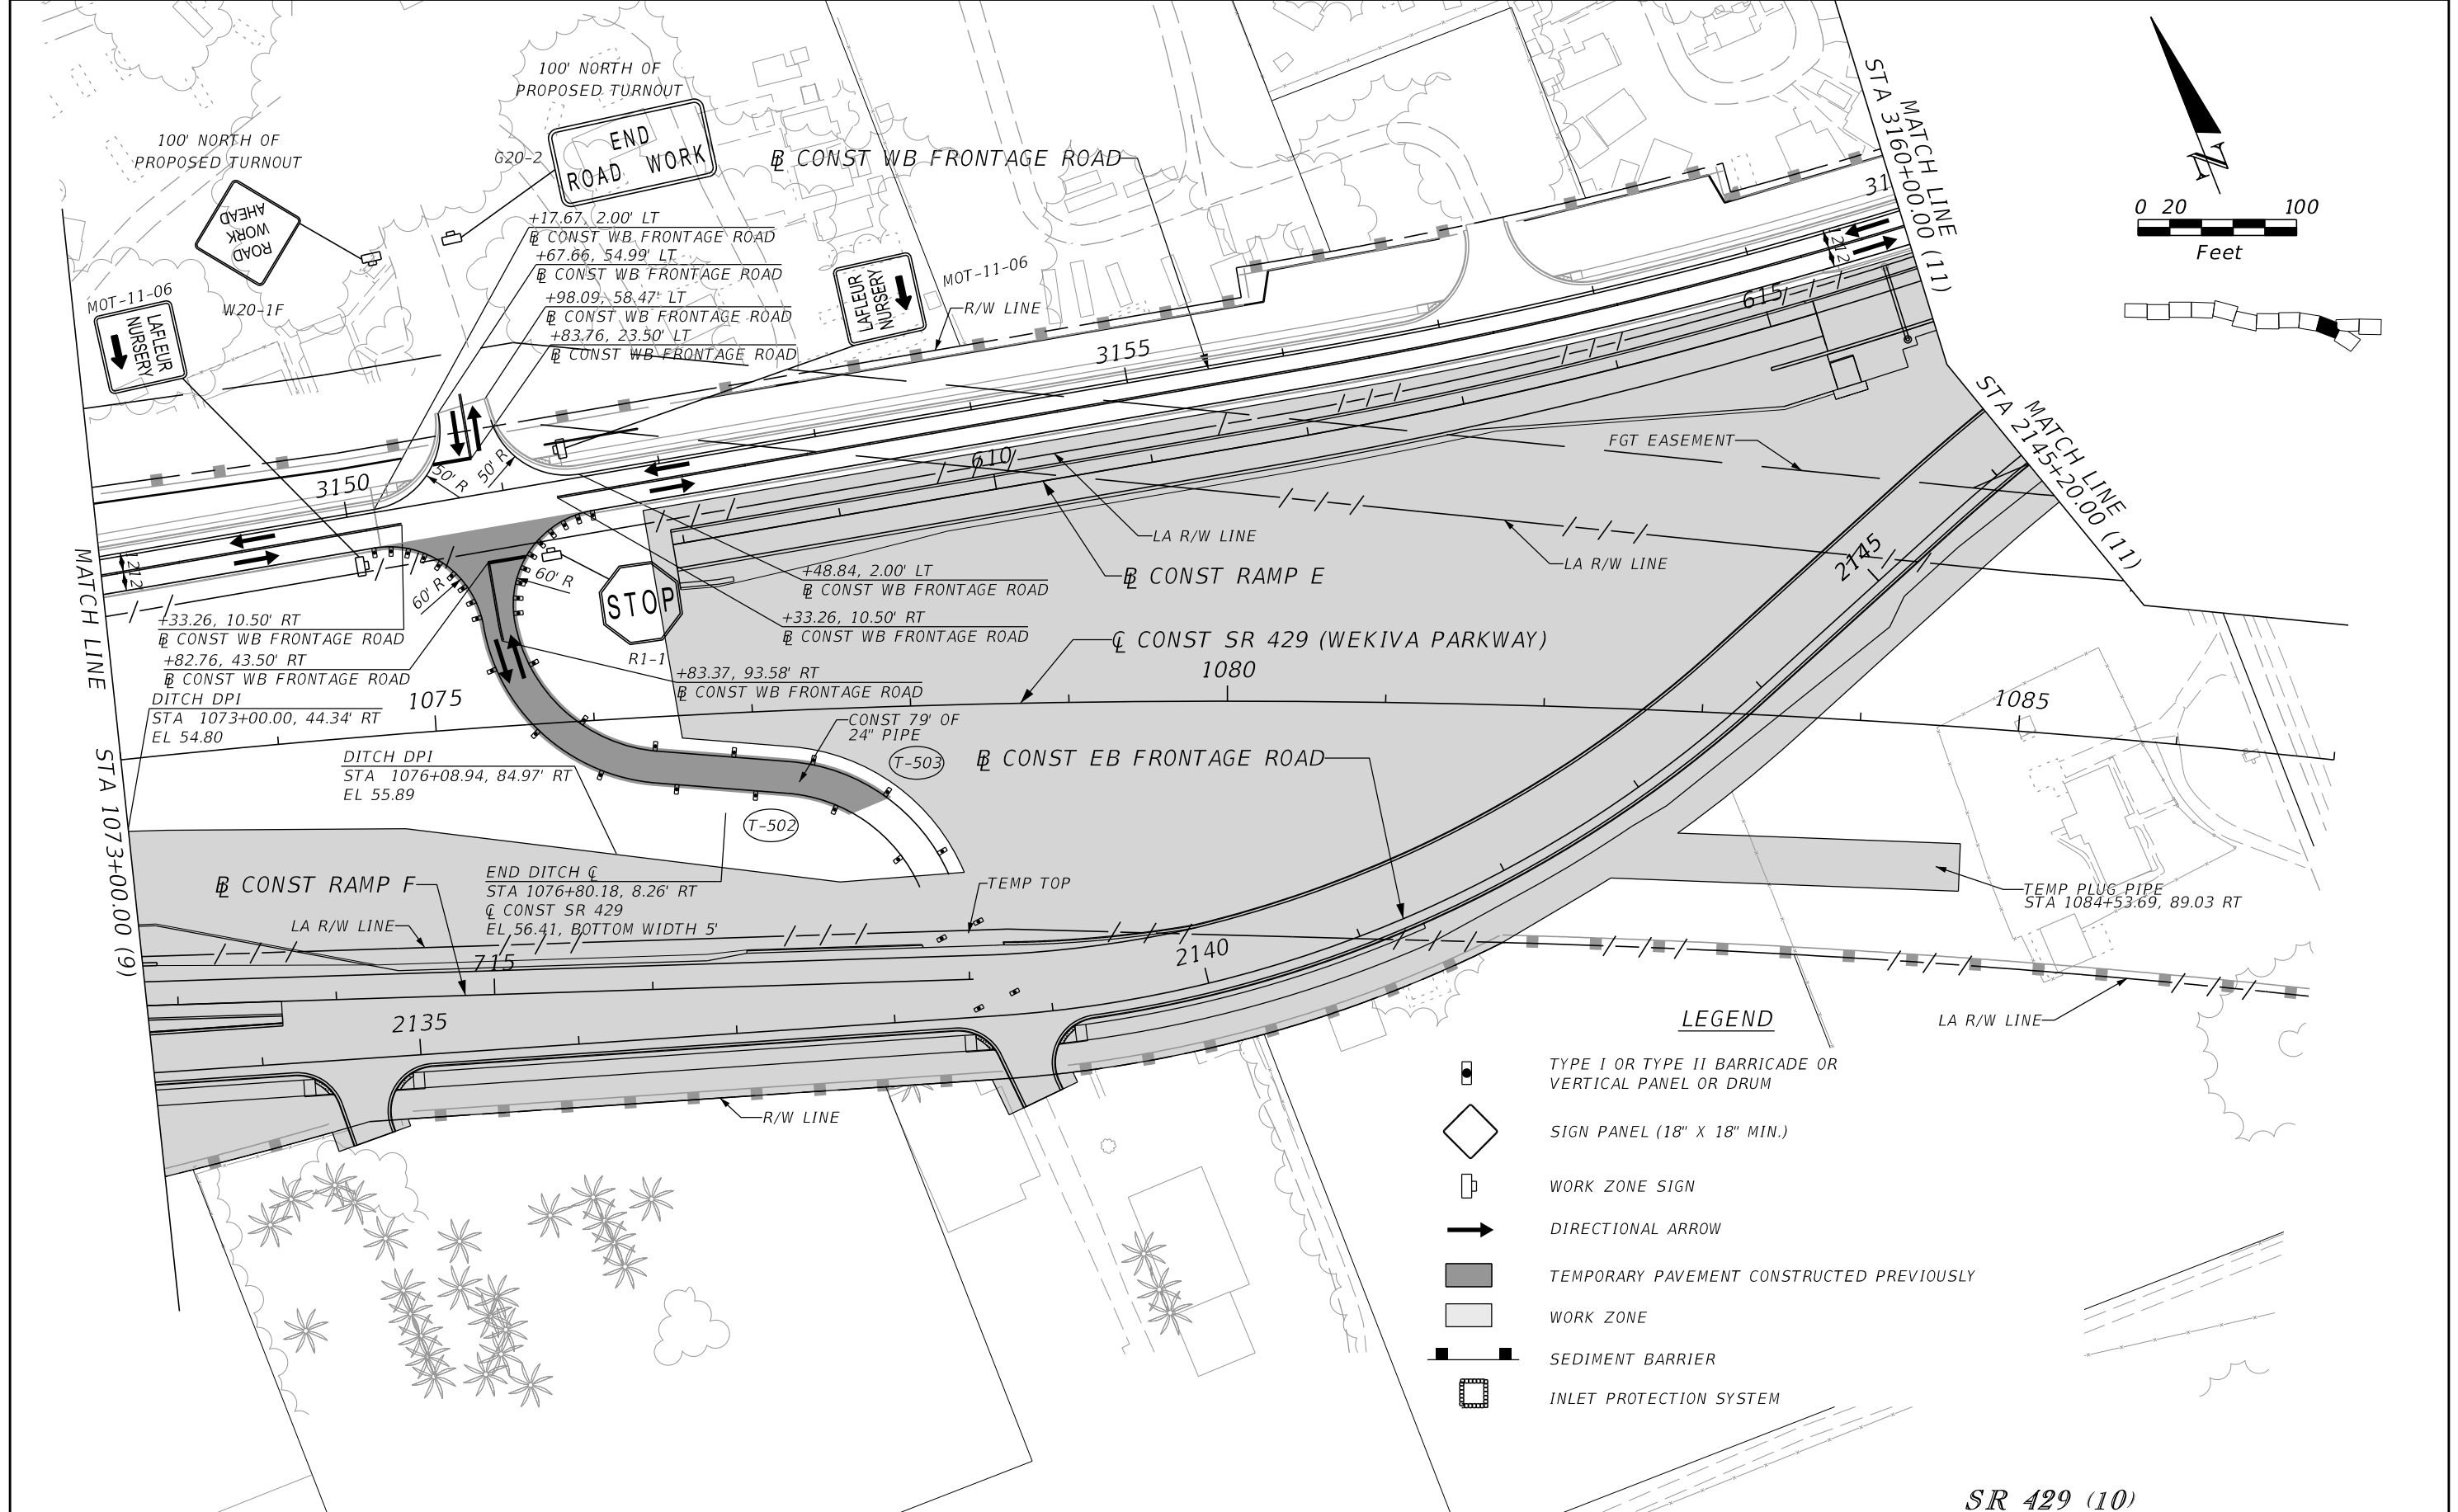 100' NORTH OF
PROPOSED TURNOUT
END
ROAD WORK
G20-2
100' NORTH OF
PROPOSED TURNOUT
ROAD
WORK
AHEAD
W20-1F
MOT-11-06
LAFLEUR
NURSERY
℄ CONST WB FRONTAGE ROAD
+17.67, 2.00' LT
℄ CONST WB FRONTAGE ROAD
+67.66, 54.99' LT
℄ CONST WB FRONTAGE ROAD
+98.09, 58.47' LT
℄ CONST WB FRONTAGE ROAD
+83.76, 23.50' LT
℄ CONST WB FRONTAGE ROAD
LAFLEUR
NURSERY
MOT-11-06
R/W LINE
MATCH LINE
STA 3160+00.00 (11)
31
N
0 20 100
Feet
12
12
615
3155
3150
50' R
50' R
610
FGT EASEMENT
MATCH LINE
STA 2145+20.00 (11)
LA R/W LINE
LA R/W LINE
2145
12
12
60' R
60' R
STOP
R1-1
+48.84, 2.00' LT
℄ CONST WB FRONTAGE ROAD
℄ CONST RAMP E
+33.26, 10.50' RT
℄ CONST WB FRONTAGE ROAD
℄ CONST SR 429 (WEKIVA PARKWAY)
+33.26, 10.50' RT
℄ CONST WB FRONTAGE ROAD
+82.76, 43.50' RT
℄ CONST WB FRONTAGE ROAD
+83.37, 93.58' RT
℄ CONST WB FRONTAGE ROAD
1075
1080
1085
DITCH DPI
STA 1073+00.00, 44.34' RT
EL 54.80
MATCH LINE STA 1073+00.00 (9)
DITCH DPI
STA 1076+08.94, 84.97' RT
EL 55.89
CONST 79' OF
24" PIPE
T-503
T-502
℄ CONST EB FRONTAGE ROAD
℄ CONST RAMP F
LA R/W LINE
END DITCH ℄
STA 1076+80.18, 8.26' RT
℄ CONST SR 429
EL 56.41, BOTTOM WIDTH 5'
TEMP TOP
TEMP PLUG PIPE
STA 1084+53.69, 89.03 RT
715
2140
2135
R/W LINE
LA R/W LINE
LEGEND
TYPE I OR TYPE II BARRICADE OR
VERTICAL PANEL OR DRUM
SIGN PANEL (18" X 18" MIN.)
WORK ZONE SIGN
DIRECTIONAL ARROW
TEMPORARY PAVEMENT CONSTRUCTED PREVIOUSLY
WORK ZONE
SEDIMENT BARRIER
INLET PROTECTION SYSTEM
SR 429 (10)